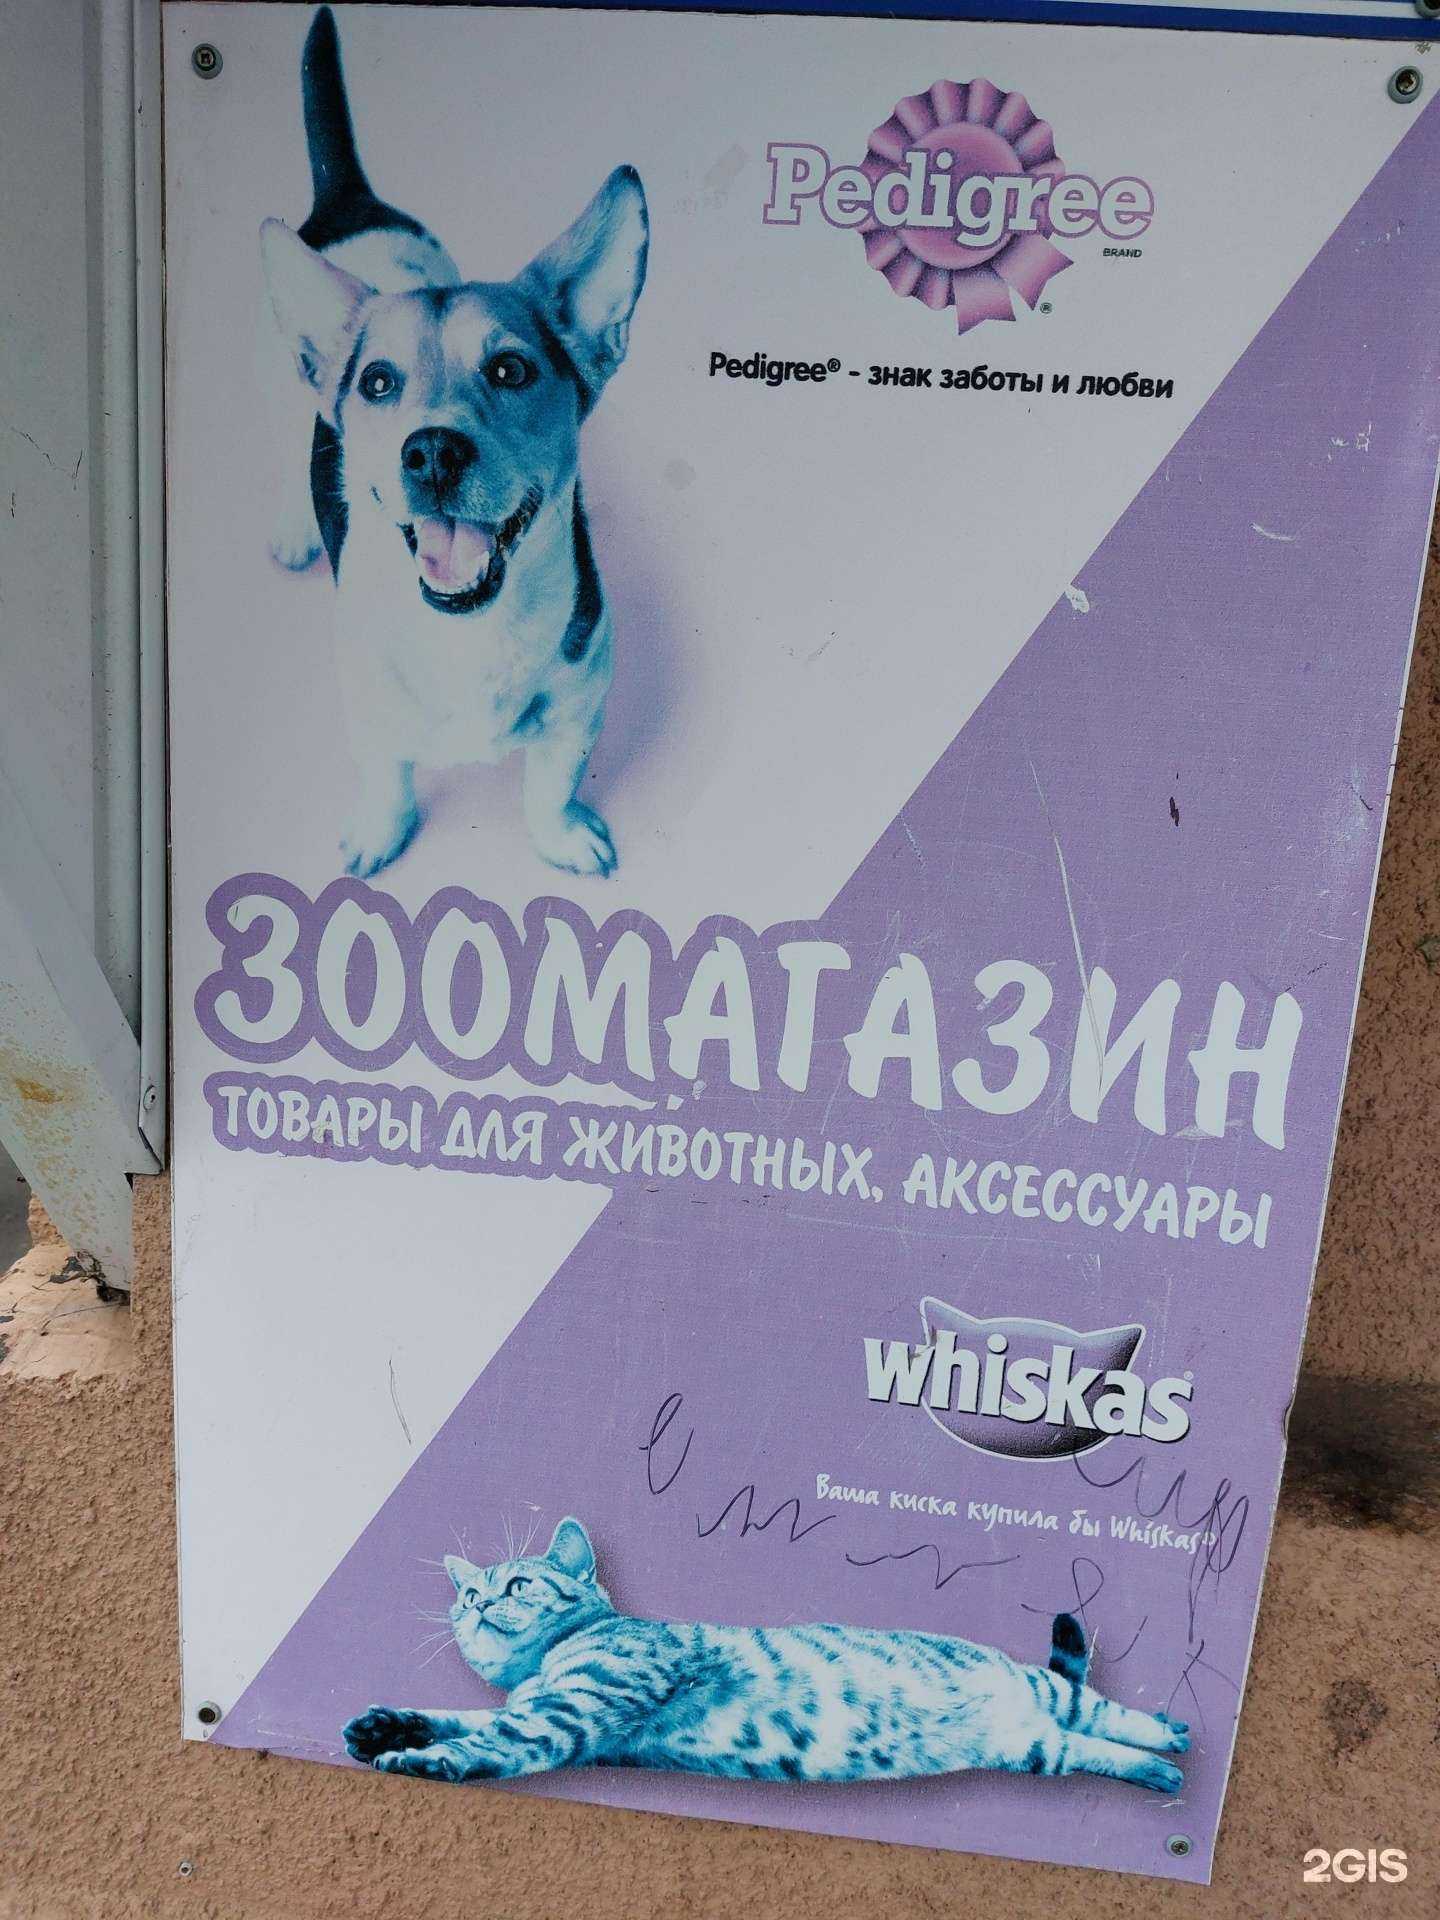 Pedigree
BRAND
®
Pedigree® - знак заботы и любви
ЗООМАГАЗИН
ТОВАРЫ ДЛЯ ЖИВОТНЫХ, АКСЕССУАРЫ
whiskas®
Ваша киска купила бы Whiskas®
2GIS